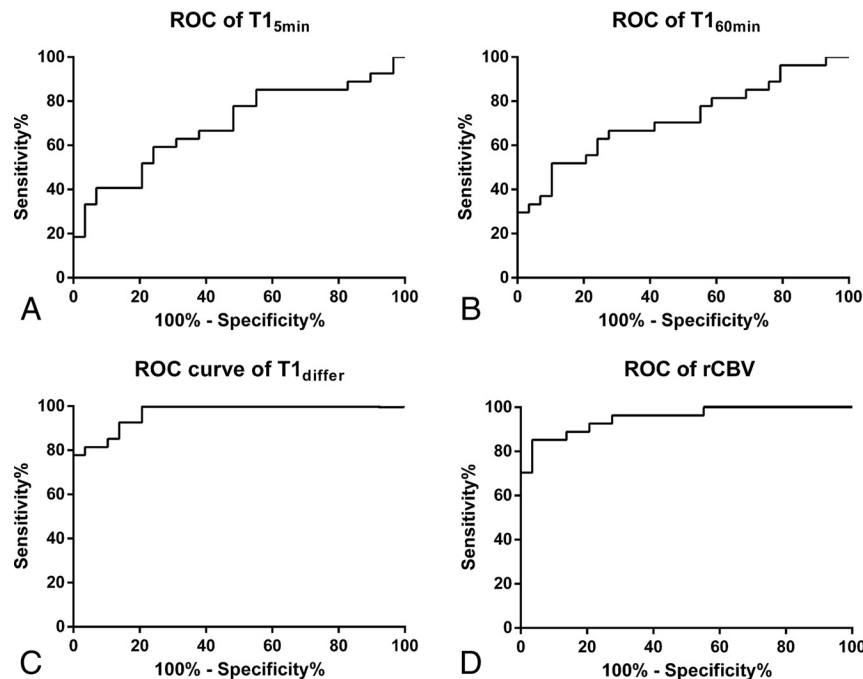 ROC of T15min
Sensitivity%
100
80
60
40
20
0
0 20 40 60 80 100
100% - Specificity%
A
ROC of T160min
Sensitivity%
100
80
60
40
20
0
0 20 40 60 80 100
100% - Specificity%
B
ROC curve of T1differ
Sensitivity%
100
80
60
40
20
0
0 20 40 60 80 100
100% - Specificity%
C
ROC of rCBV
Sensitivity%
100
80
60
40
20
0
0 20 40 60 80 100
100% - Specificity%
D